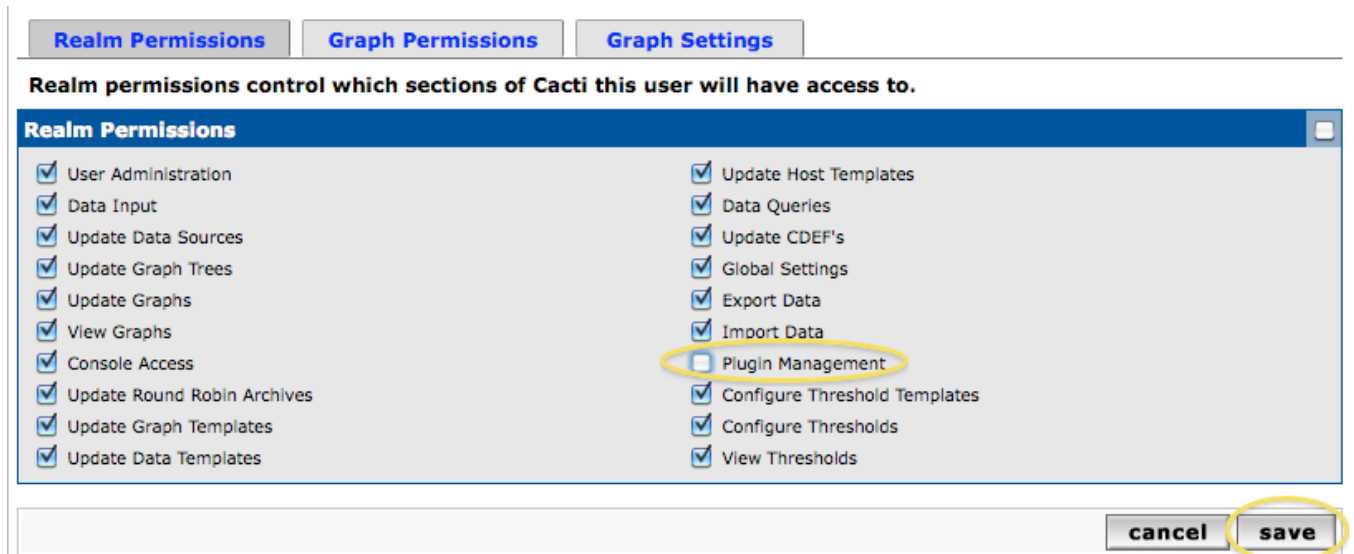 Realm Permissions
Graph Permissions
Graph Settings
Realm permissions control which sections of Cacti this user will have access to.
Realm Permissions
User Administration
Data Input
Update Data Sources
Update Graph Trees
Update Graphs
View Graphs
Console Access
Update Round Robin Archives
Update Graph Templates
Update Data Templates
Update Host Templates
Data Queries
Update CDEF's
Global Settings
Export Data
Import Data
Plugin Management
Configure Threshold Templates
Configure Thresholds
View Thresholds
cancel
save